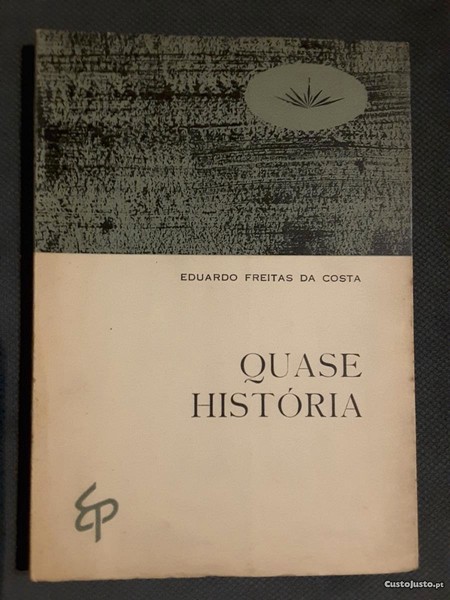 EDUARDO FREITAS DA COSTA
QUASE
HISTÓRIA
EP
CustoJusto.pt